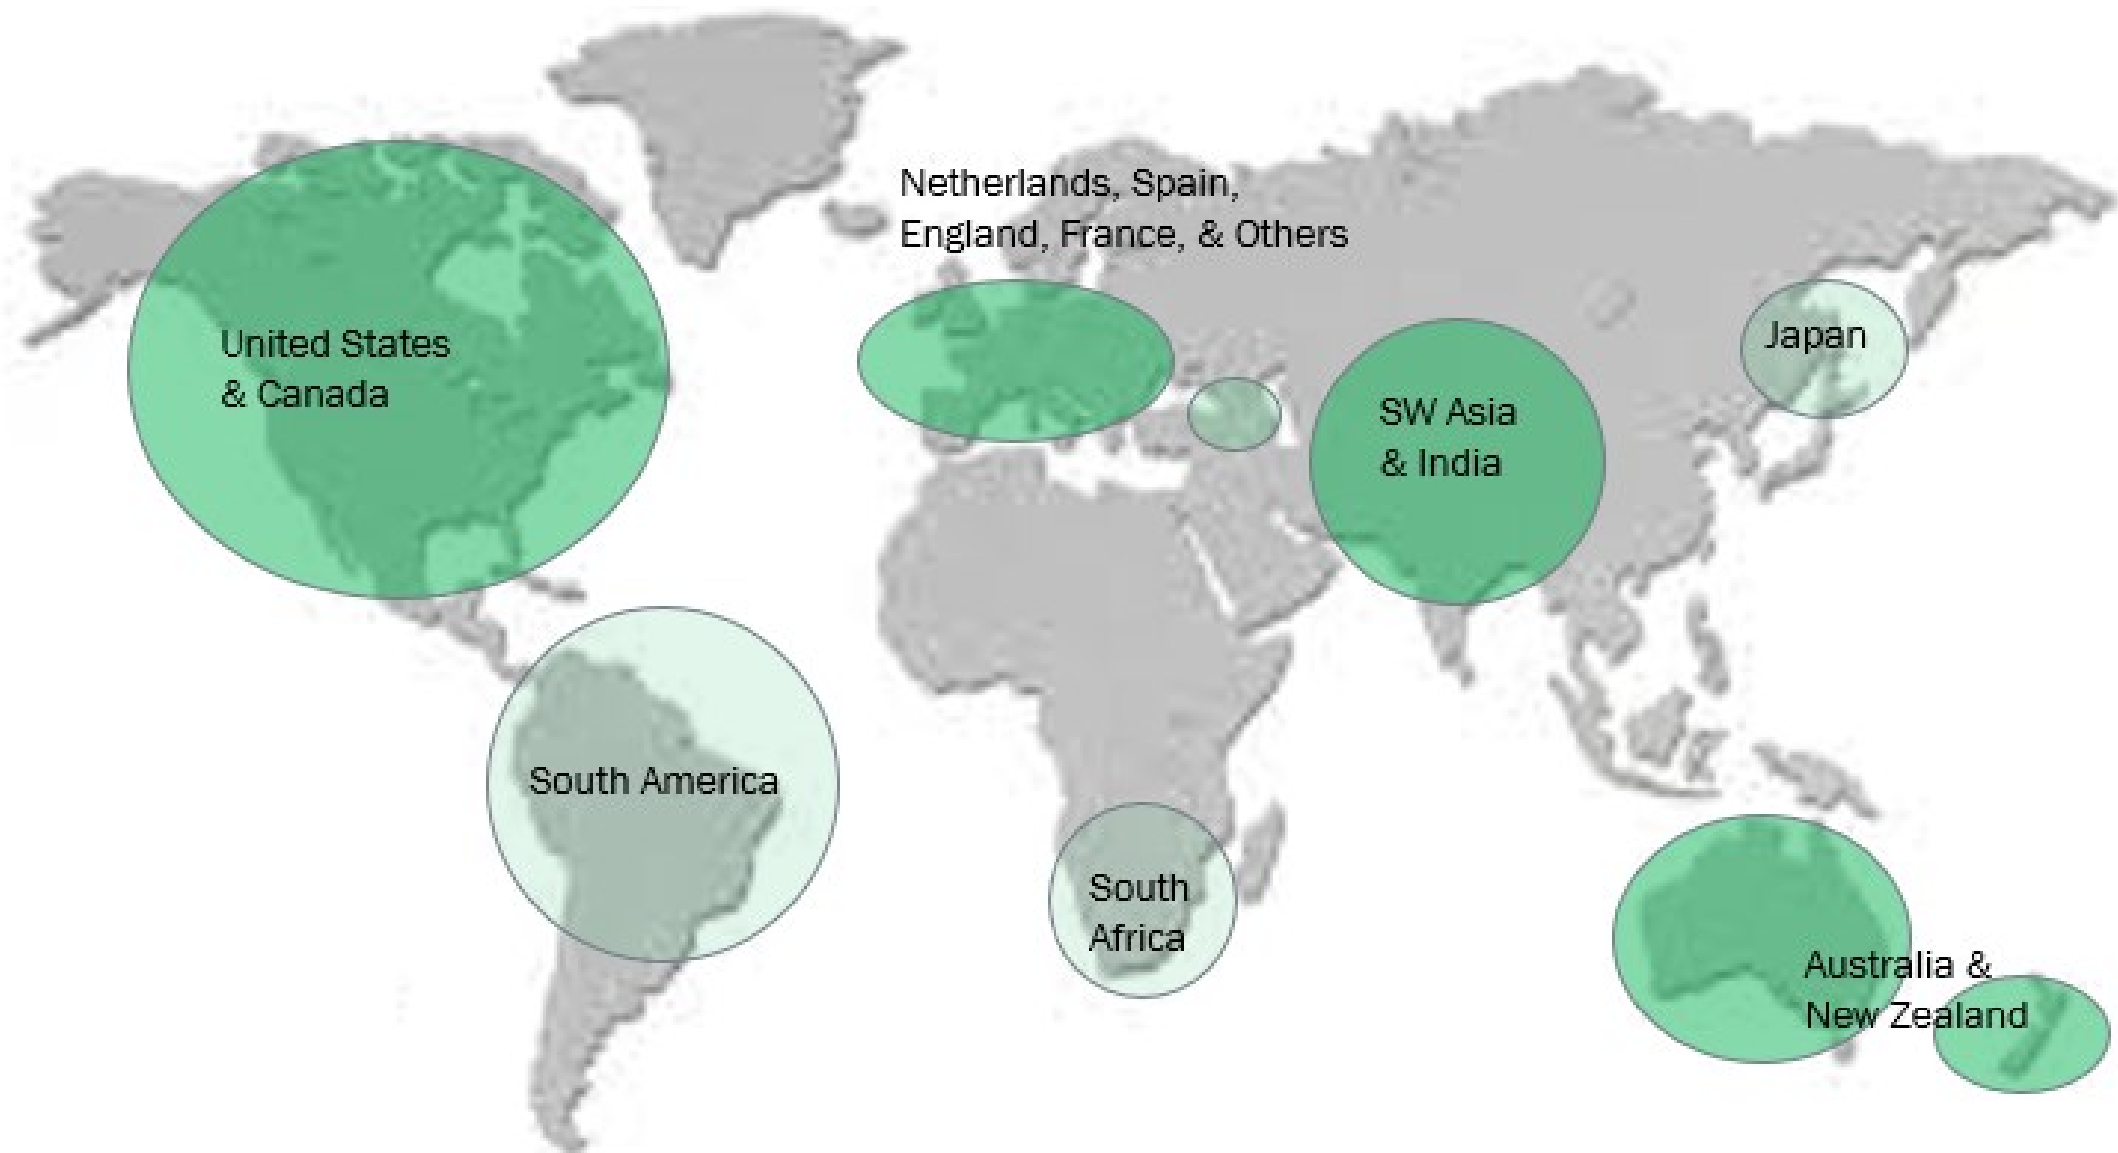 Netherlands, Spain,
England, France, & Others
United States
& Canada
Japan
SW Asia
& India
South America
South
Africa
Australia &
New Zealand